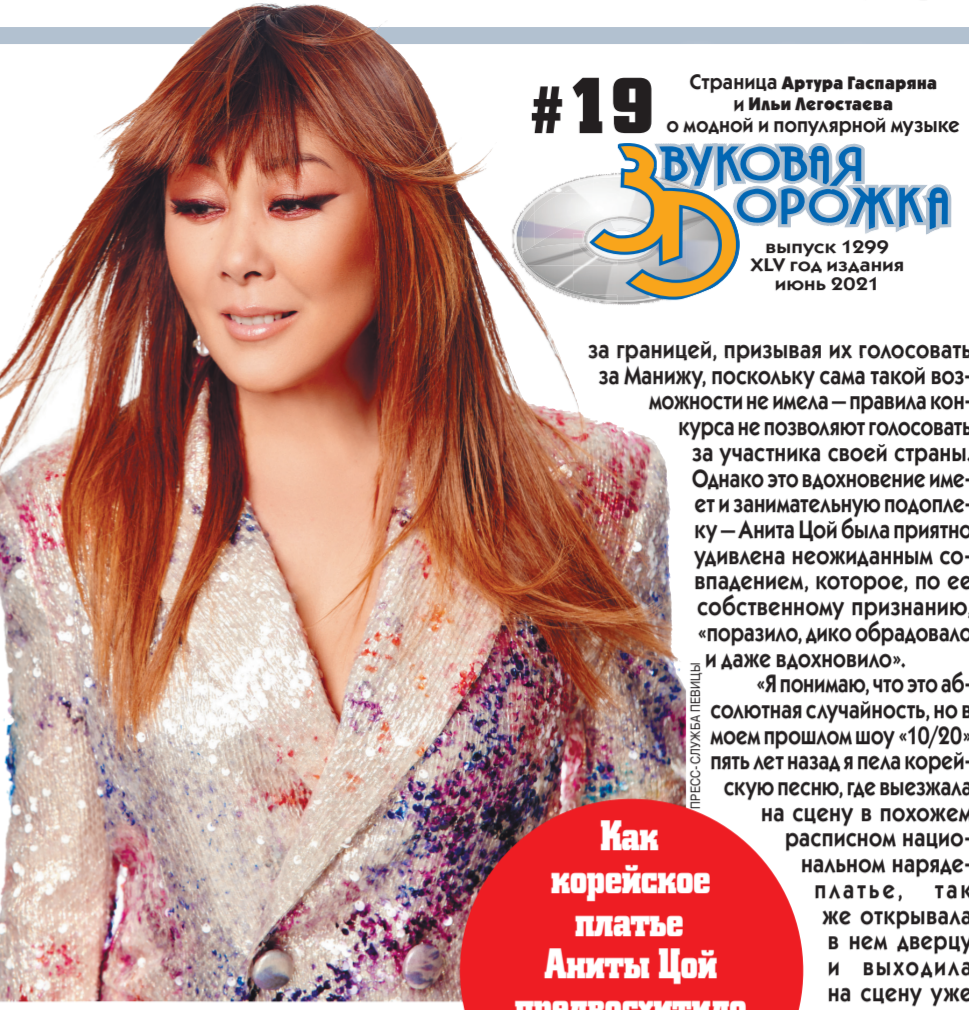 #19
Страница Артура Гаспаряна
и Ильи Легостаева
о модной и популярной музыке
ЗВУКОВАЯ
ДОРОЖКА
выпуск 1299
XLV год издания
июнь 2021
за границей, призывая их голосовать
за Манижу, поскольку сама такой воз-
можности не имела — правила кон-
курса не позволяют голосовать
за участника своей страны.
Однако это вдохновение име-
ет и занимательную подопле-
ку — Анита Цой была приятно
удивлена неожиданным со-
впадением, которое, по ее
собственному признанию,
«поразило, дико обрадовало
и даже вдохновило».
«Я понимаю, что это аб-
солютная случайность, но в
моем прошлом шоу «10/20»
пять лет назад я пела корей-
скую песню, где выезжала
на сцену в похожем
расписном нацио-
нальном наряде-
платье, так
же открывала
в нем дверцу
и выходила
на сцену уже
ПРЕСС-СЛУЖБА ПЕВИЦЫ
Как
корейское
платье
Аниты Цой
предвосхитило